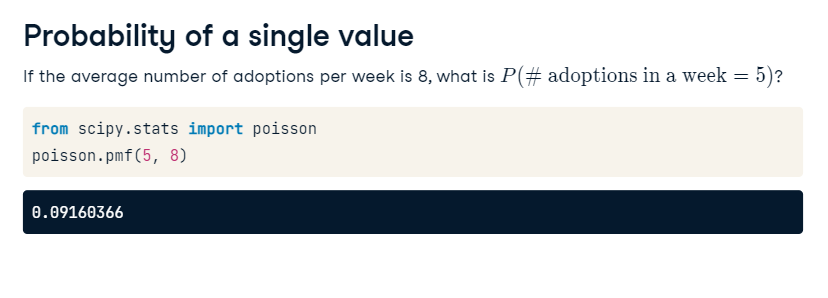 Probability of a single value
If the average number of adoptions per week is 8, what is P(# adoptions in a week = 5)?
from scipy.stats import poisson
poisson.pmf(5, 8)
0.09160366